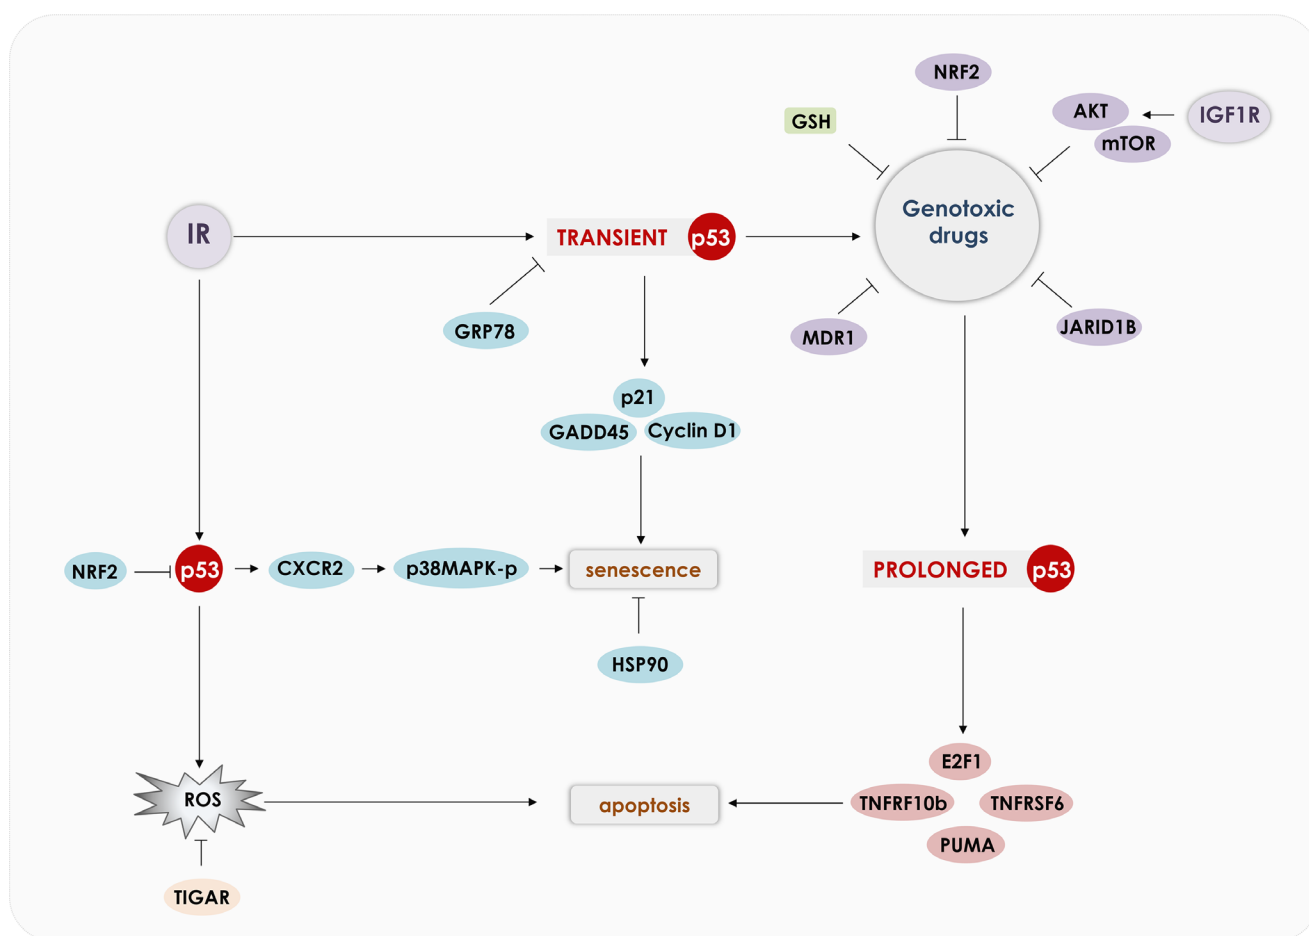 NRF2
AKT
IGF1R
GSH
mTOR
Genotoxic
drugs
IR
TRANSIENT p53
GRP78
MDR1
JARID1B
p21
GADD45
Cyclin D1
NRF2
p53
CXCR2
p38MAPK-p
senescence
PROLONGED p53
HSP90
E2F1
ROS
apoptosis
TNFRF10b
TNFRSF6
PUMA
TIGAR